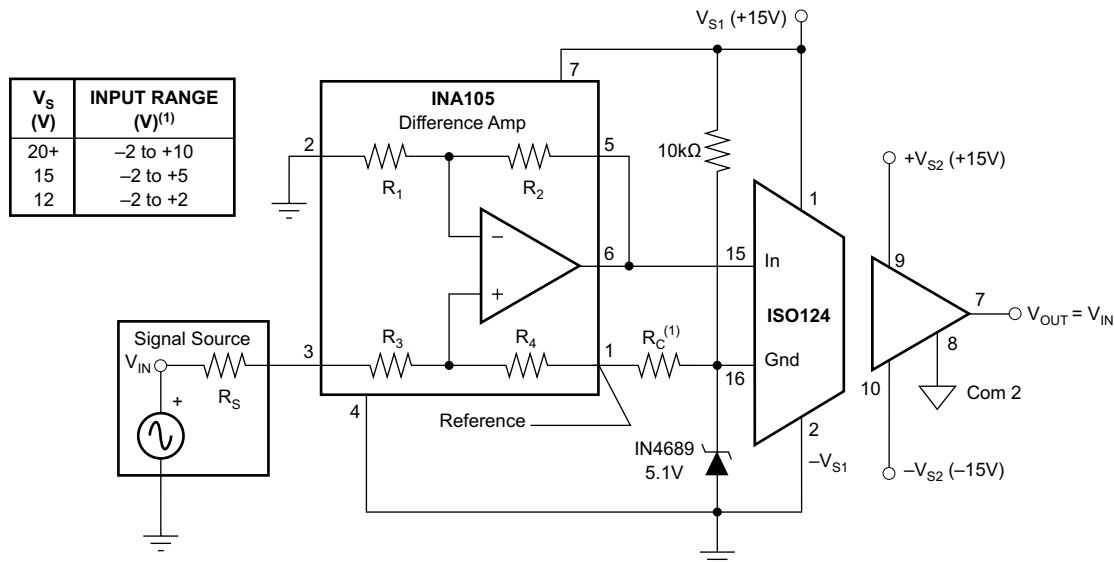 V_S1 (+15V)
V_S
(V)
INPUT RANGE
(V)^(1)
20+
–2 to +10
15
–2 to +5
12
–2 to +2
7
INA105
Difference Amp
2
5
R_1
R_2
10kΩ
+V_S2 (+15V)
1
–
+
6
15
In
9
ISO124
7
V_OUT = V_IN
8
Signal Source
V_IN
R_S
+
3
R_3
R_4
1
R_C^(1)
16
Gnd
10
Com 2
4
Reference
IN4689
5.1V
2
–V_S1
–V_S2 (–15V)